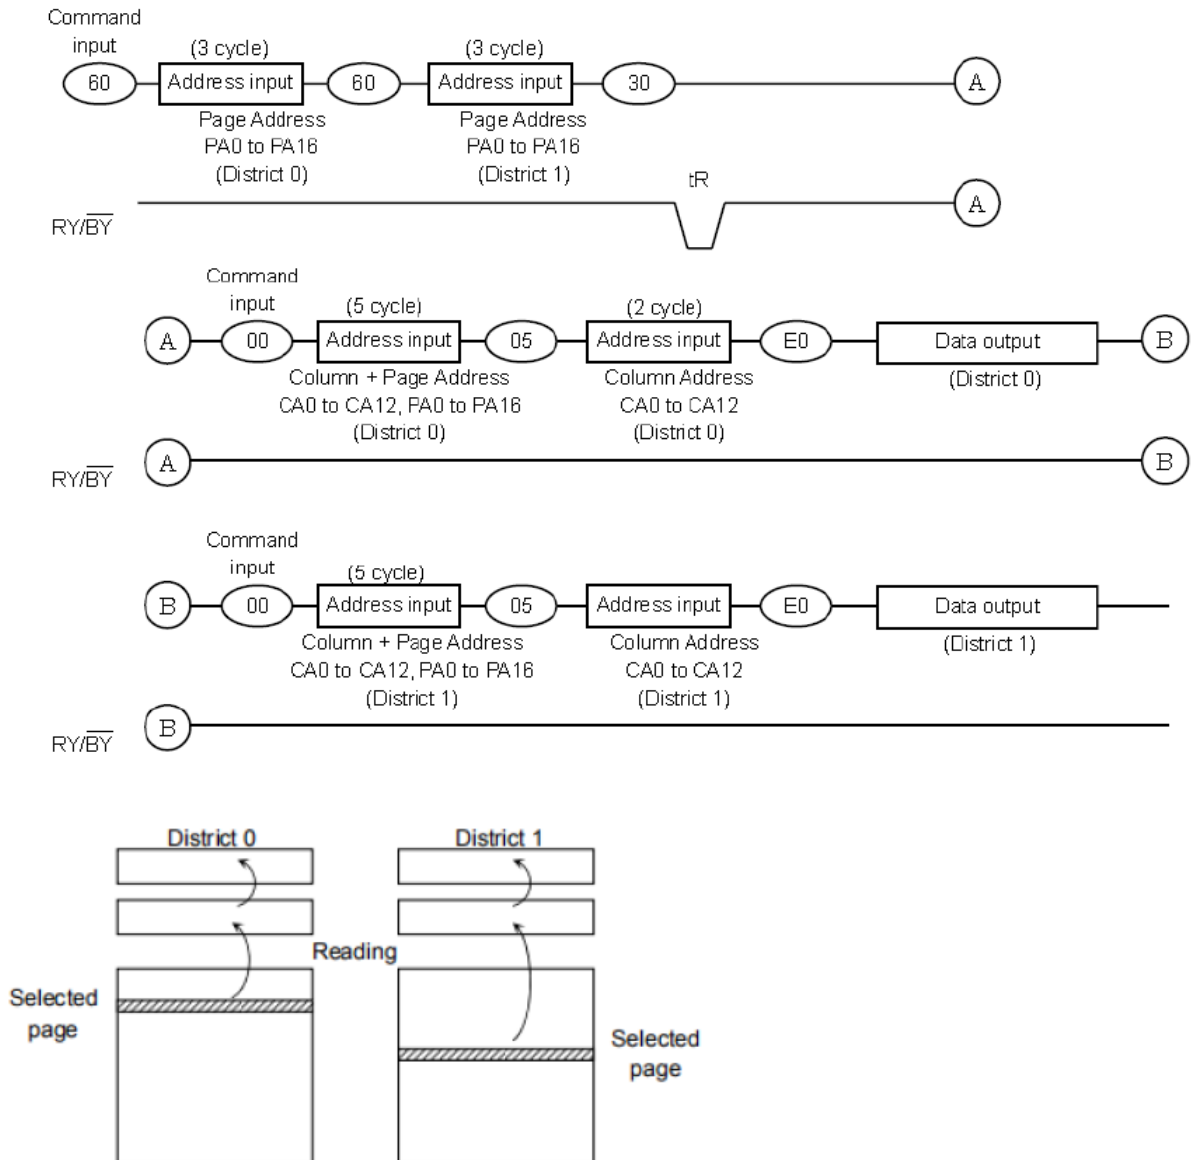 Command
input
(3 cycle)
(3 cycle)
60
Address input
60
Address input
30
A
Page Address
PA0 to PA16
(District 0)
Page Address
PA0 to PA16
(District 1)
tR
RY/BY
A
Command
input
(5 cycle)
(2 cycle)
A
00
Address input
05
Address input
E0
Data output
B
Column + Page Address
CA0 to CA12, PA0 to PA16
(District 0)
Column Address
CA0 to CA12
(District 0)
(District 0)
RY/BY
A
B
Command
input
(5 cycle)
B
00
Address input
05
Address input
E0
Data output
Column + Page Address
CA0 to CA12, PA0 to PA16
(District 1)
Column Address
CA0 to CA12
(District 1)
(District 1)
RY/BY
B
District 0
District 1
Reading
Selected
page
Selected
page